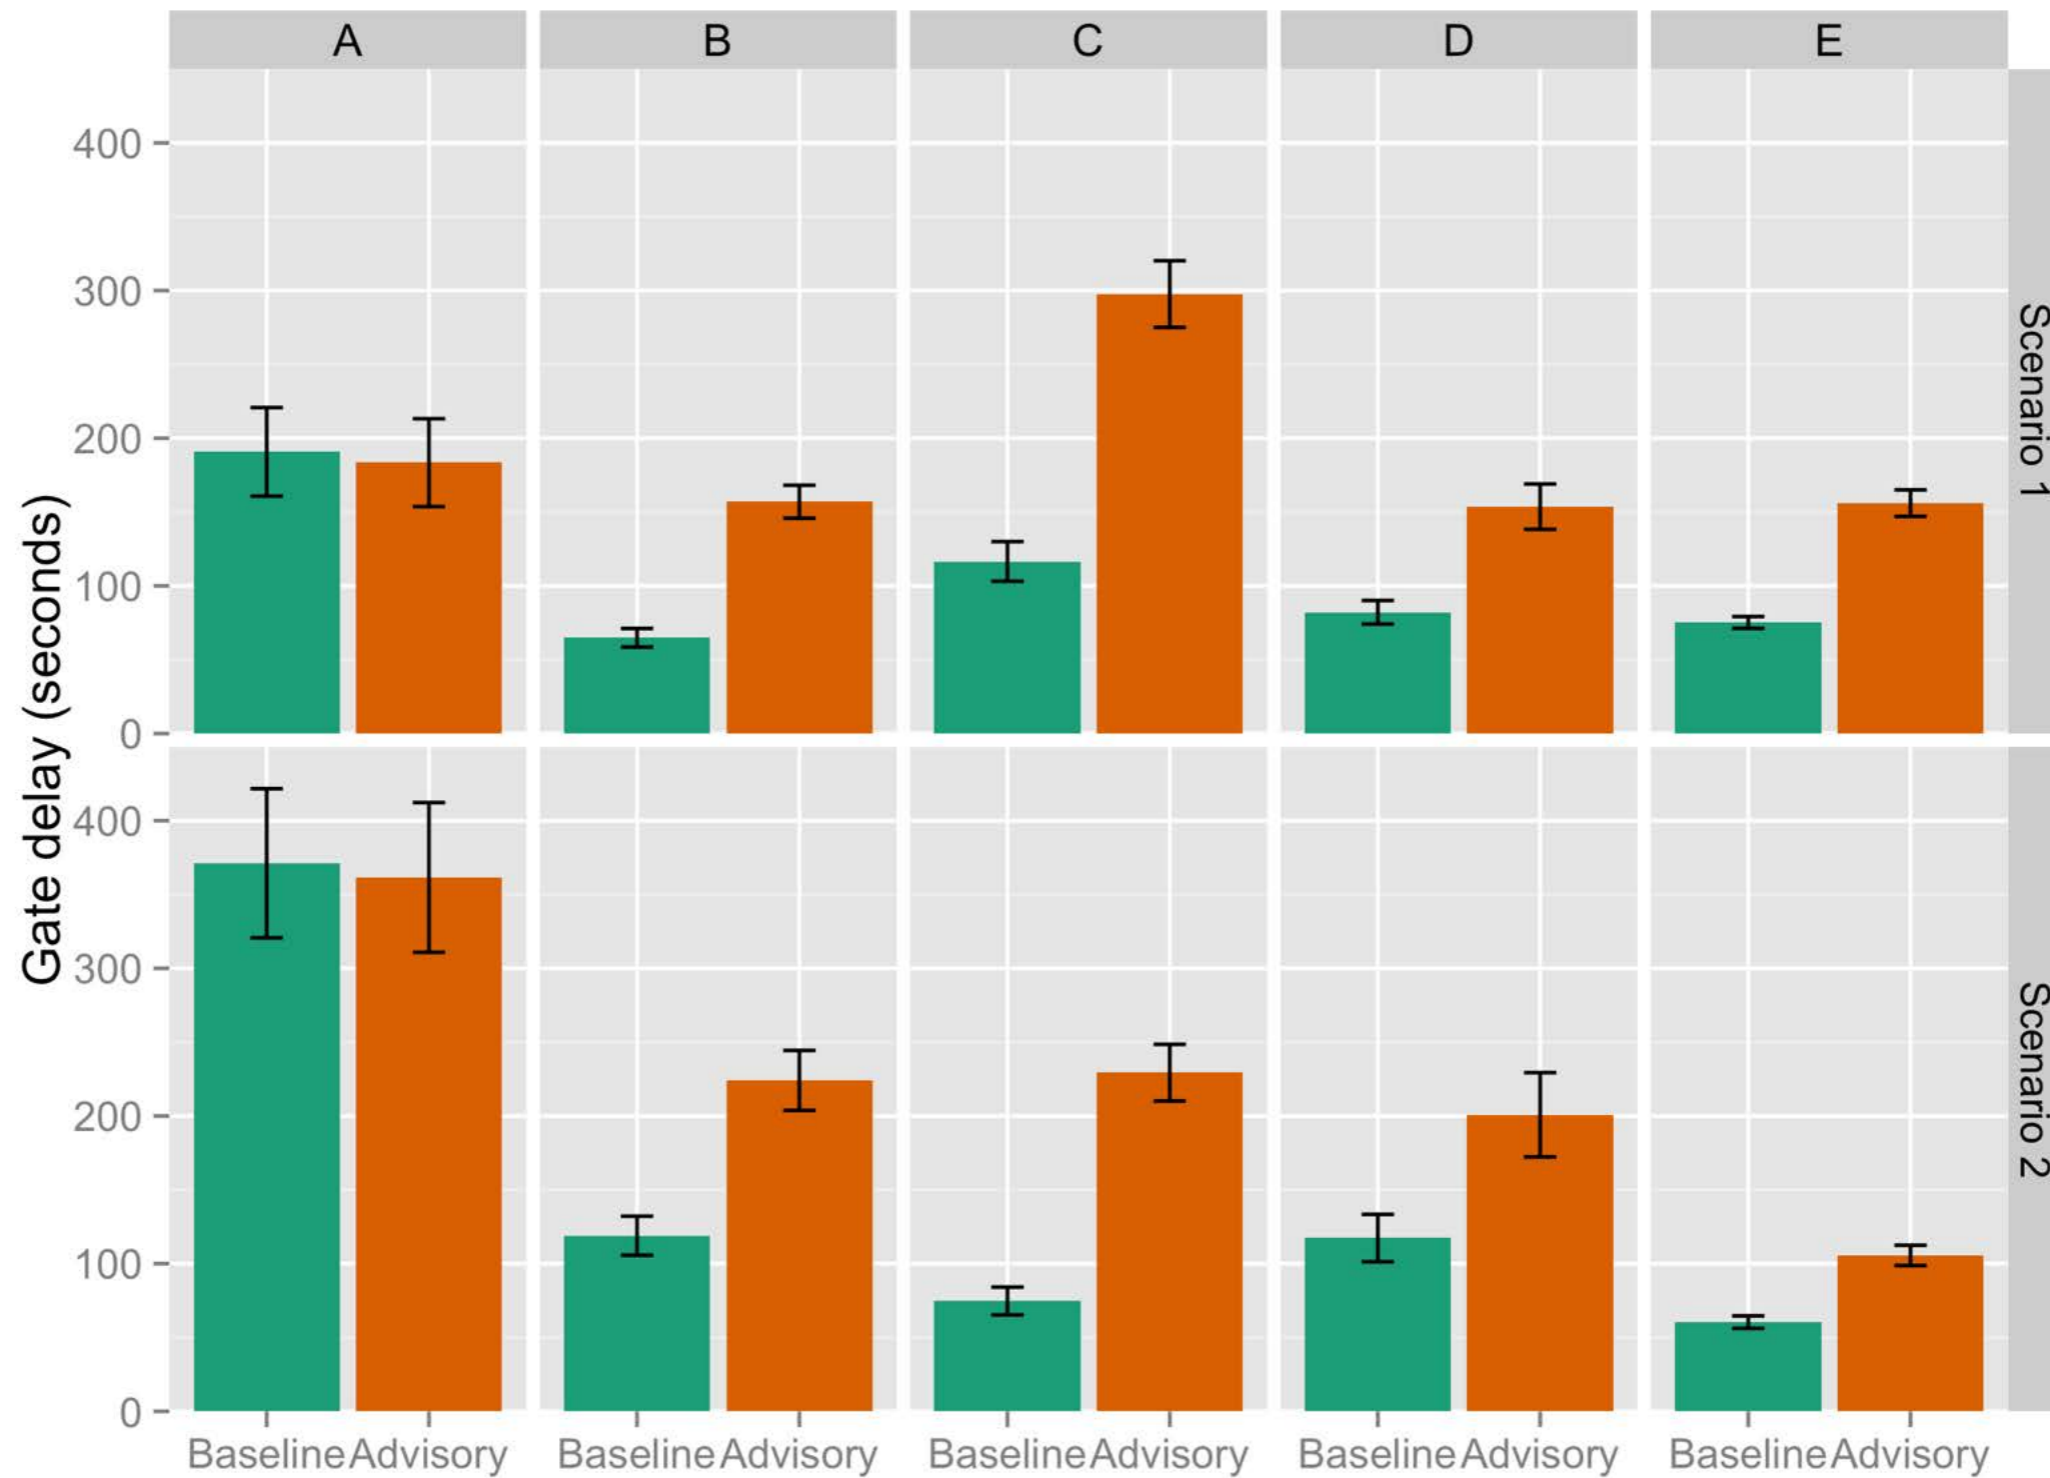 A B C D E
Gate delay (seconds)
400
300
200
100
0
Scenario 1
400
300
200
100
0
Scenario 2
Baseline Advisory Baseline Advisory Baseline Advisory Baseline Advisory Baseline Advisory